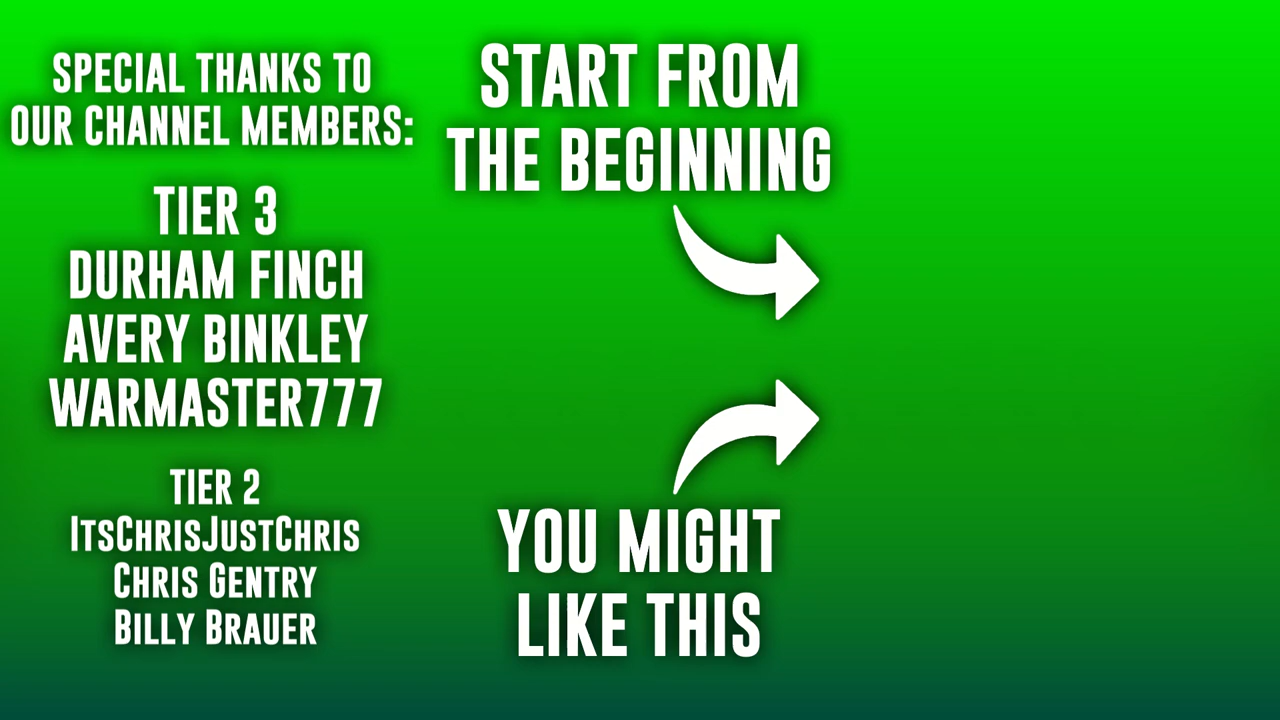 SPECIAL THANKS TO
OUR CHANNEL MEMBERS:
TIER 3
DURHAM FINCH
AVERY BINKLEY
WARMASTER777
TIER 2
ITSCHRISJUSTCHRIS
CHRIS GENTRY
BILLY BRAUER
START FROM
THE BEGINNING
YOU MIGHT
LIKE THIS